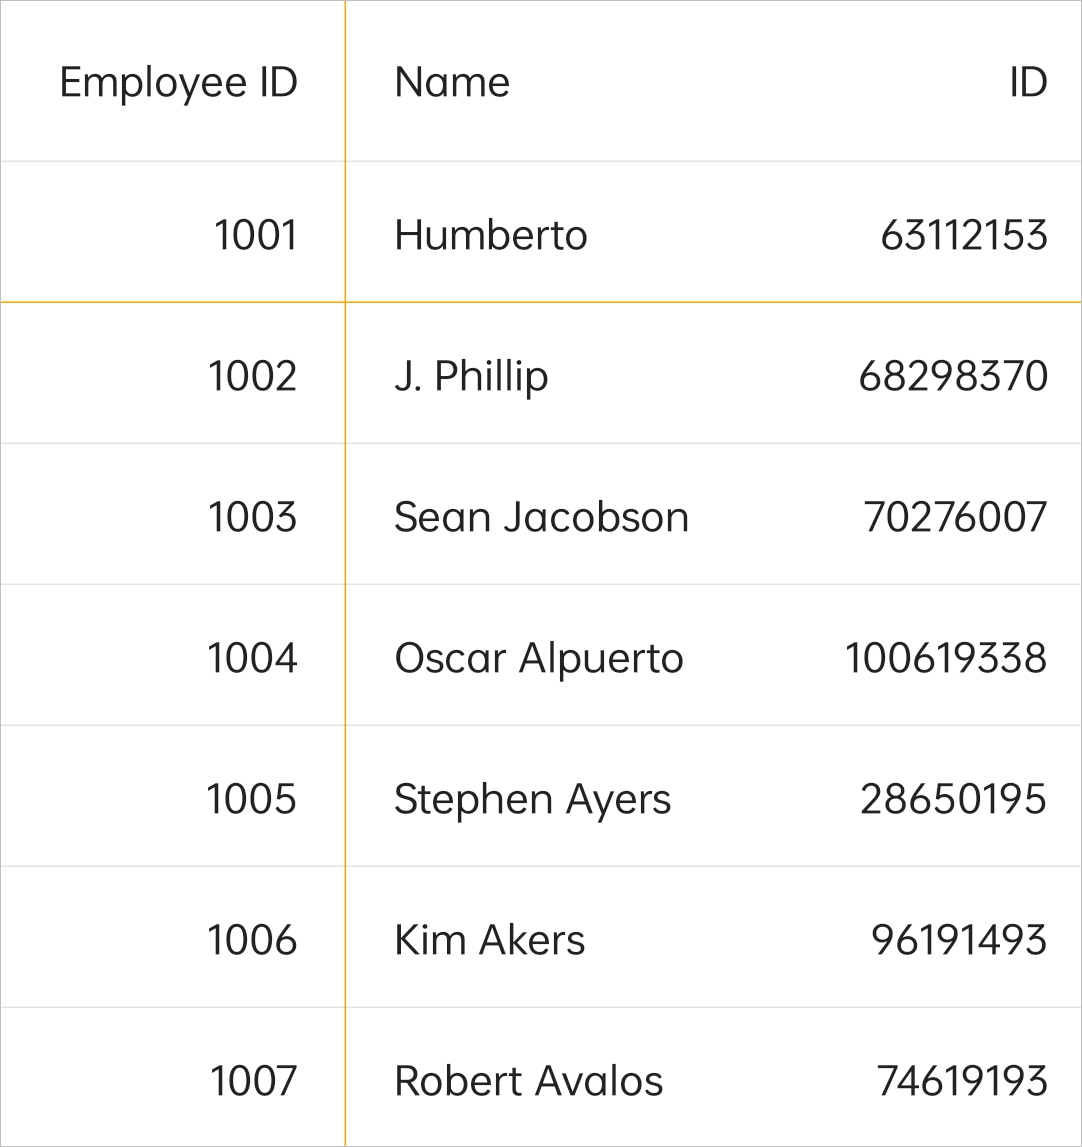 Employee ID Name ID
1001 Humberto 63112153
1002 J. Phillip 68298370
1003 Sean Jacobson 70276007
1004 Oscar Alpuerto 100619338
1005 Stephen Ayers 28650195
1006 Kim Akers 96191493
1007 Robert Avalos 74619193